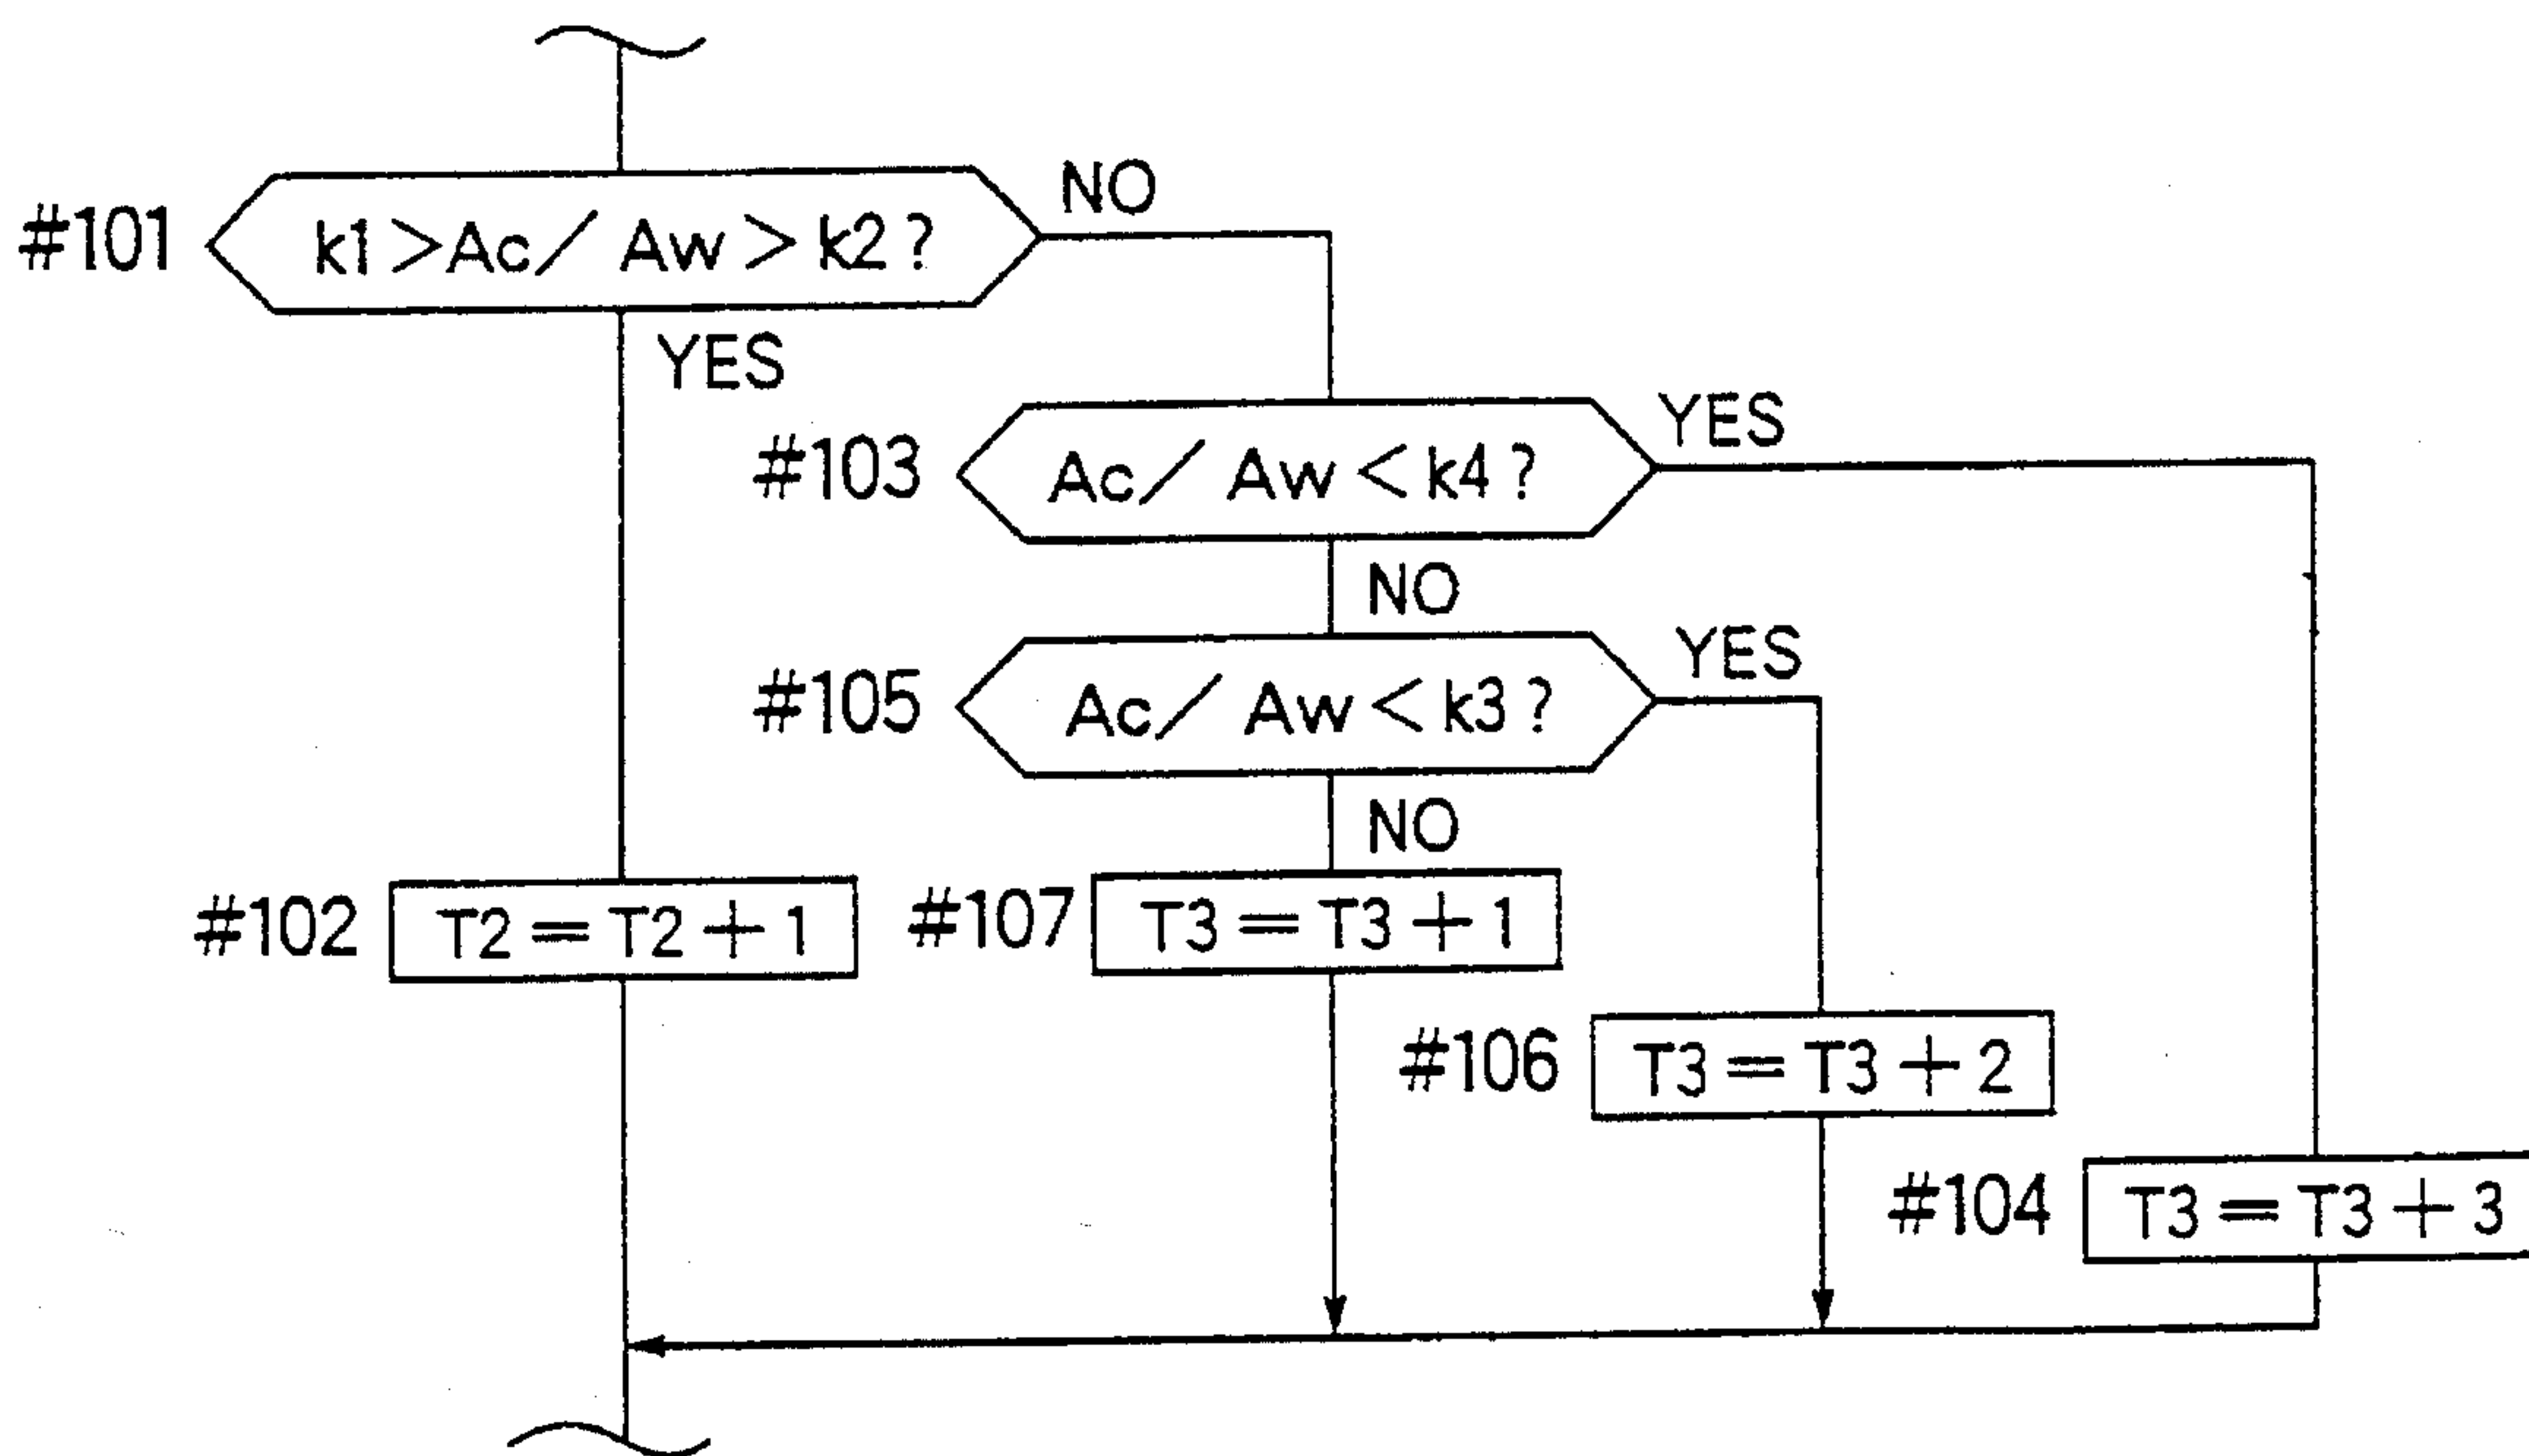 NO
#101 k1>Ac/Aw>k2?
YES
YES
#103 Ac/Aw<k4?
NO
YES
#105 Ac/Aw<k3?
NO
#102 T2=T2+1 #107 T3=T3+1
#106 T3=T3+2
#104 T3=T3+3